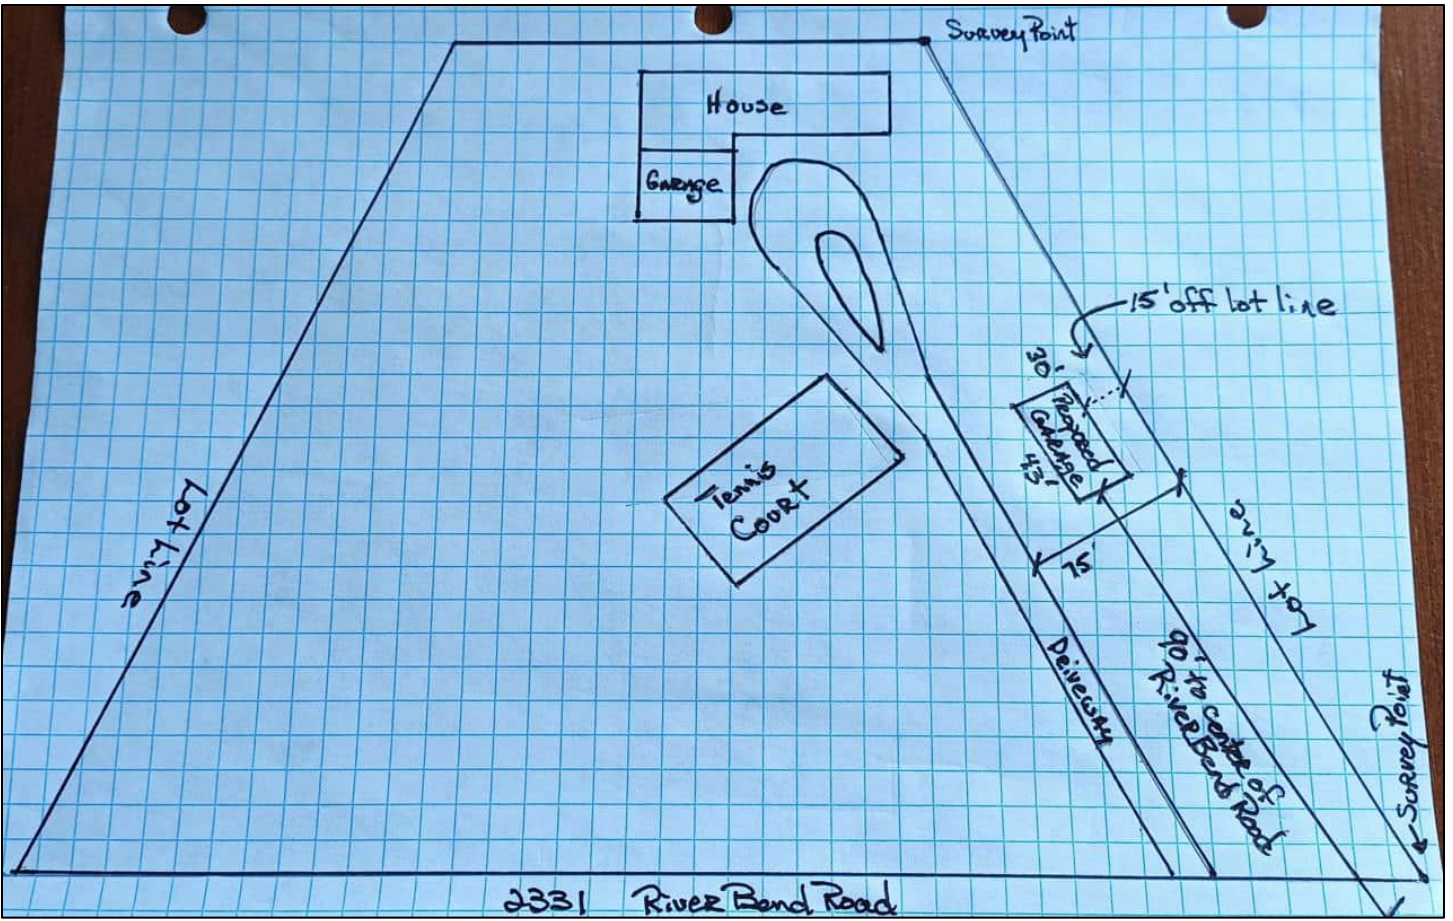 Survey Point
House
Garage
15' off lot line
30'
Proposed
Garage
43'
Tennis
Court
Lot Line
Lot Line
75'
Driveway
90' to center of
River Bend Road
Survey Point
2331 River Bend Road